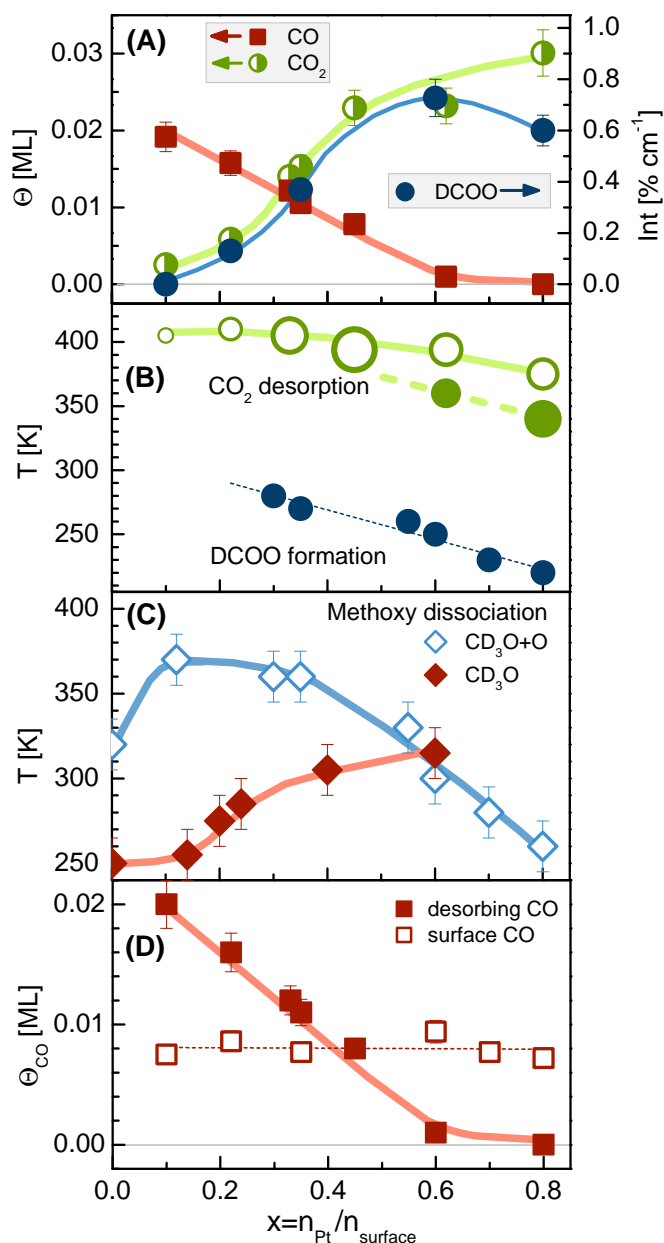 (A)
CO
CO2
DCOO
Θ [ML]
0.03
0.02
0.01
0.00
Int [% cm-1]
1.0
0.8
0.6
0.4
0.2
0.0
(B)
CO2 desorption
DCOO formation
T [K]
400
350
300
250
(C)
Methoxy dissociation
CD3O+O
CD3O
T [K]
400
350
300
250
(D)
desorbing CO
surface CO
ΘCO [ML]
0.02
0.01
0.00
0.0 0.2 0.4 0.6 0.8
x=nPt/nsurface